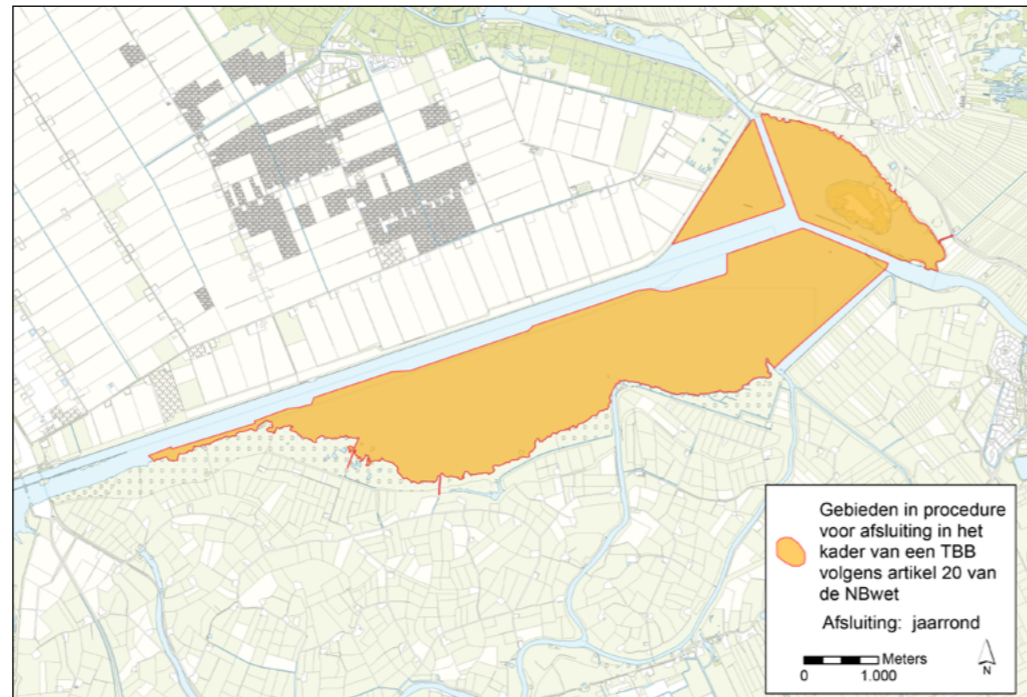 Gebieden in procedure
voor afsluiting in het
kader van een TBB
volgens artikel 20 van
de NBwet
Afsluiting: jaarrond
Meters
0 1.000
N